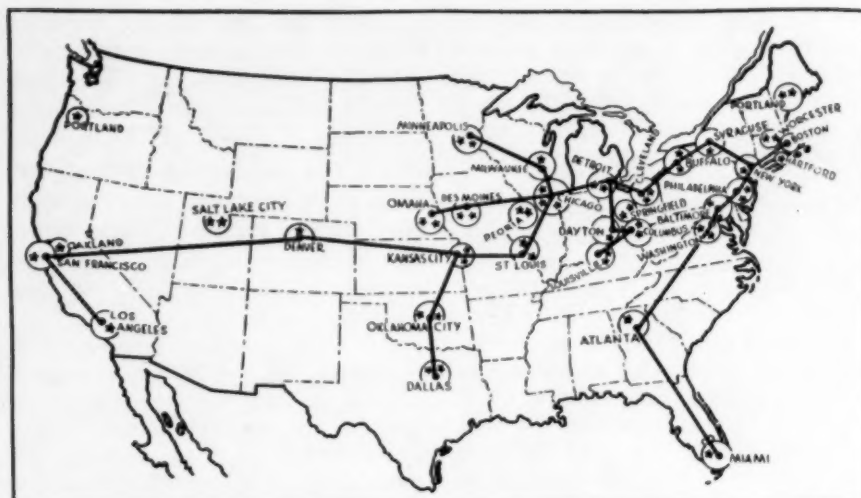 PORTLAND
MINNEAPOLIS
MILWAUKEE
DETROIT
CLEVELAND
PORTLAND
SYRACUSE
WORCESTER
BOSTON
HARTFORD
BUFFALO
NEW YORK
PHILADELPHIA
SPRINGFIELD
BALTIMORE
COLUMBUS
WASHINGTON
DAYTON
LOUISVILLE
CHICAGO
OMAHA
DES MOINES
PEORIA
SALT LAKE CITY
DENVER
OAKLAND
SAN FRANCISCO
KANSAS CITY
ST LOUIS
LOS
ANGELES
OKLAHOMA CITY
DALLAS
ATLANTA
MIAMI